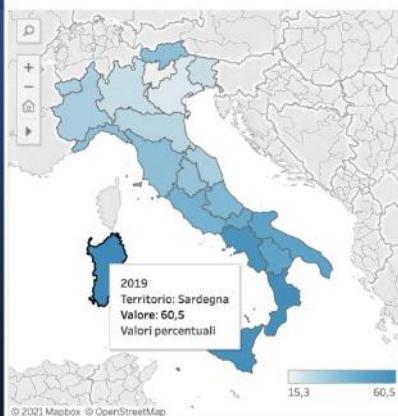 2019
Territorio: Sardegna
Valore: 60,5
Valori percentuali
15,3 60,5
© 2021 Mapbox © OpenStreetMap